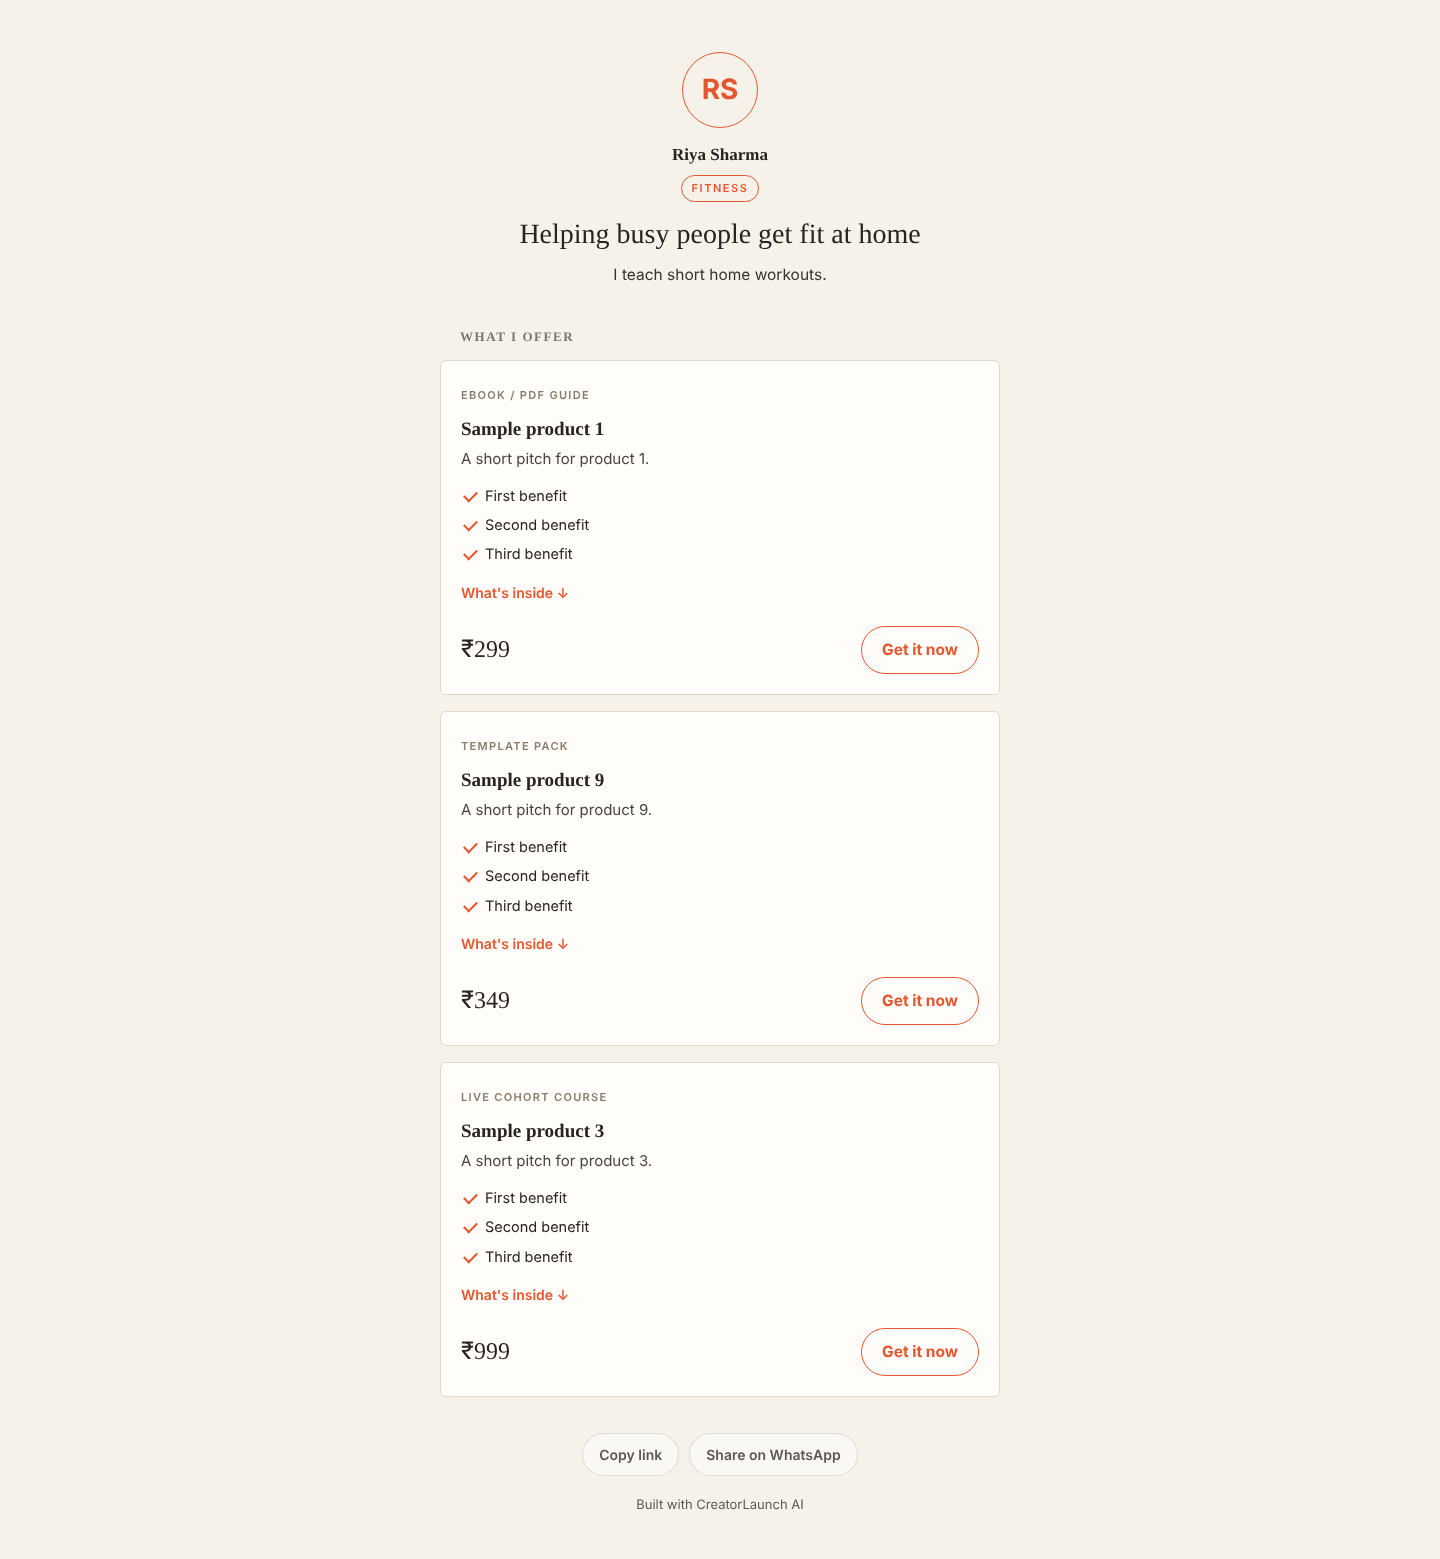 RS
Riya Sharma
FITNESS
Helping busy people get fit at home
I teach short home workouts.
WHAT I OFFER
EBOOK / PDF GUIDE
Sample product 1
A short pitch for product 1.
First benefit
Second benefit
Third benefit
What's inside ↓
₹299
Get it now
TEMPLATE PACK
Sample product 9
A short pitch for product 9.
First benefit
Second benefit
Third benefit
What's inside ↓
₹349
Get it now
LIVE COHORT COURSE
Sample product 3
A short pitch for product 3.
First benefit
Second benefit
Third benefit
What's inside ↓
₹999
Get it now
Copy link
Share on WhatsApp
Built with CreatorLaunch AI